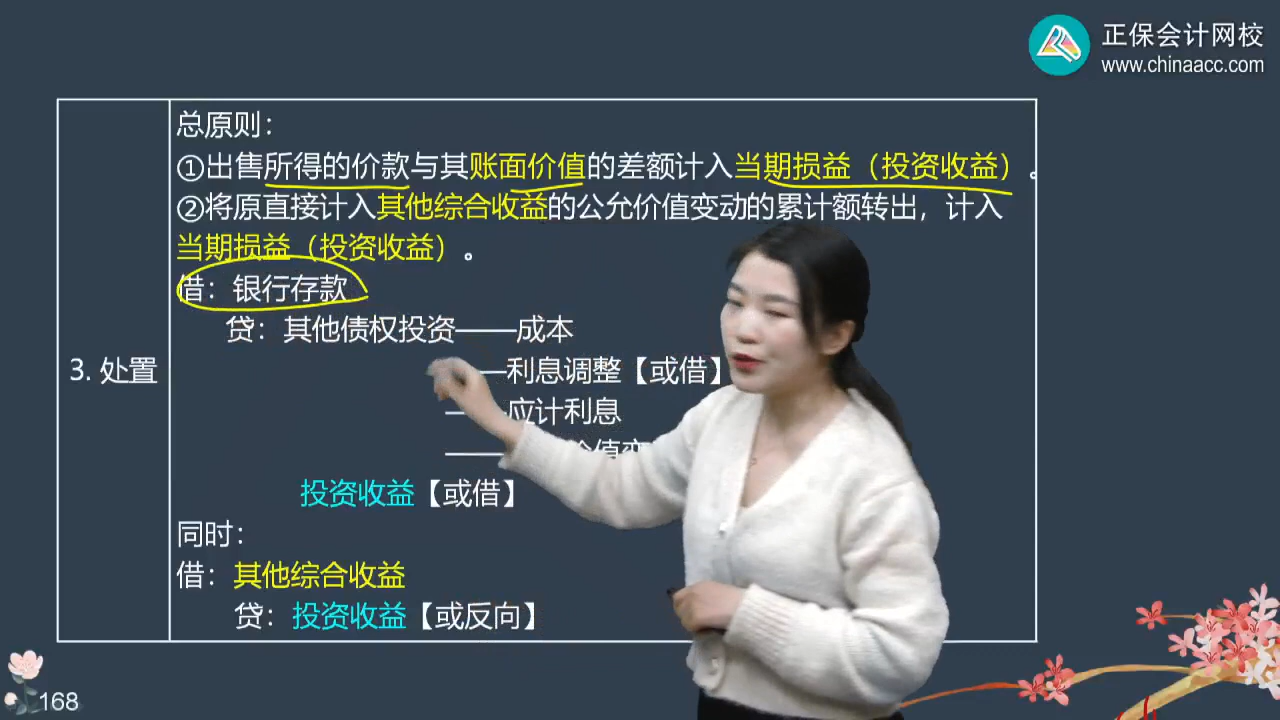 正保会计网校
www.chinaacc.com
总原则：
①出售所得的价款与其账面价值的差额计入当期损益（投资收益）。
②将原直接计入其他综合收益的公允价值变动的累计额转出，计入
当期损益（投资收益）。
借：银行存款
贷：其他债权投资——成本
3. 处置
——利息调整【或借】
——应计利息
——价值变
投资收益【或借】
同时：
借：其他综合收益
贷：投资收益【或反向】
168